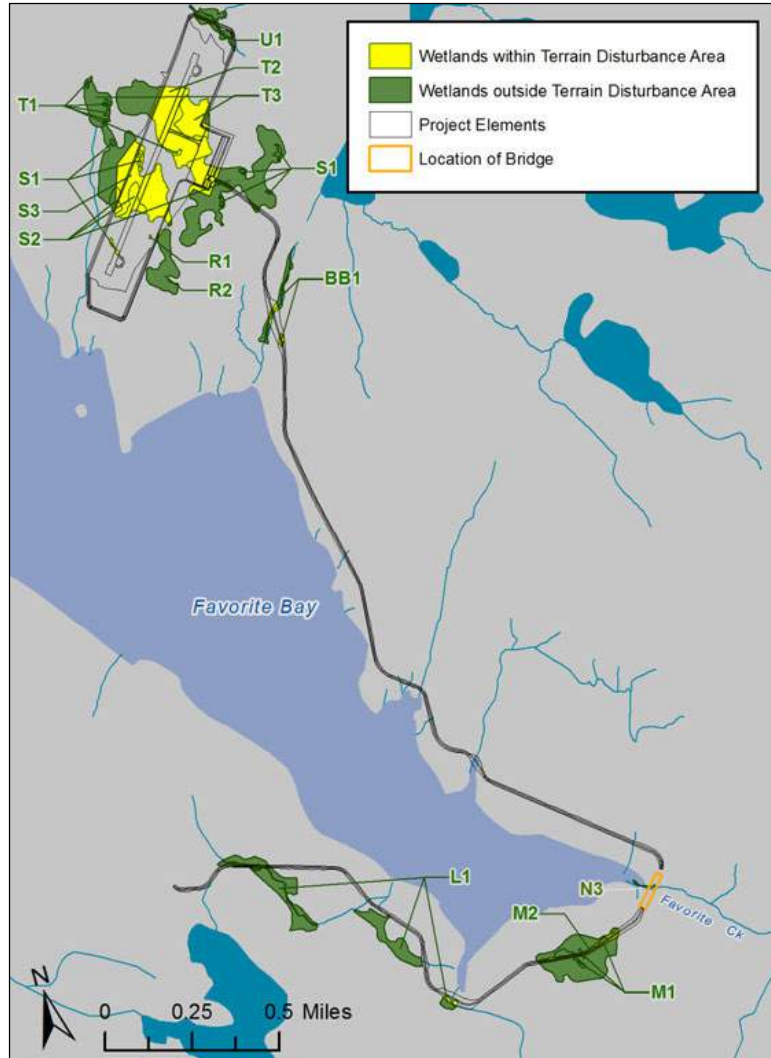 U1
T2
T1
T3
S1
S1
S3
S2
R1
R2
BB1
Wetlands within Terrain Disturbance Area
Wetlands outside Terrain Disturbance Area
Project Elements
Location of Bridge
Favorite Bay
L1
N3
Favorite Ck
M2
M1
N
0 0.25 0.5 Miles